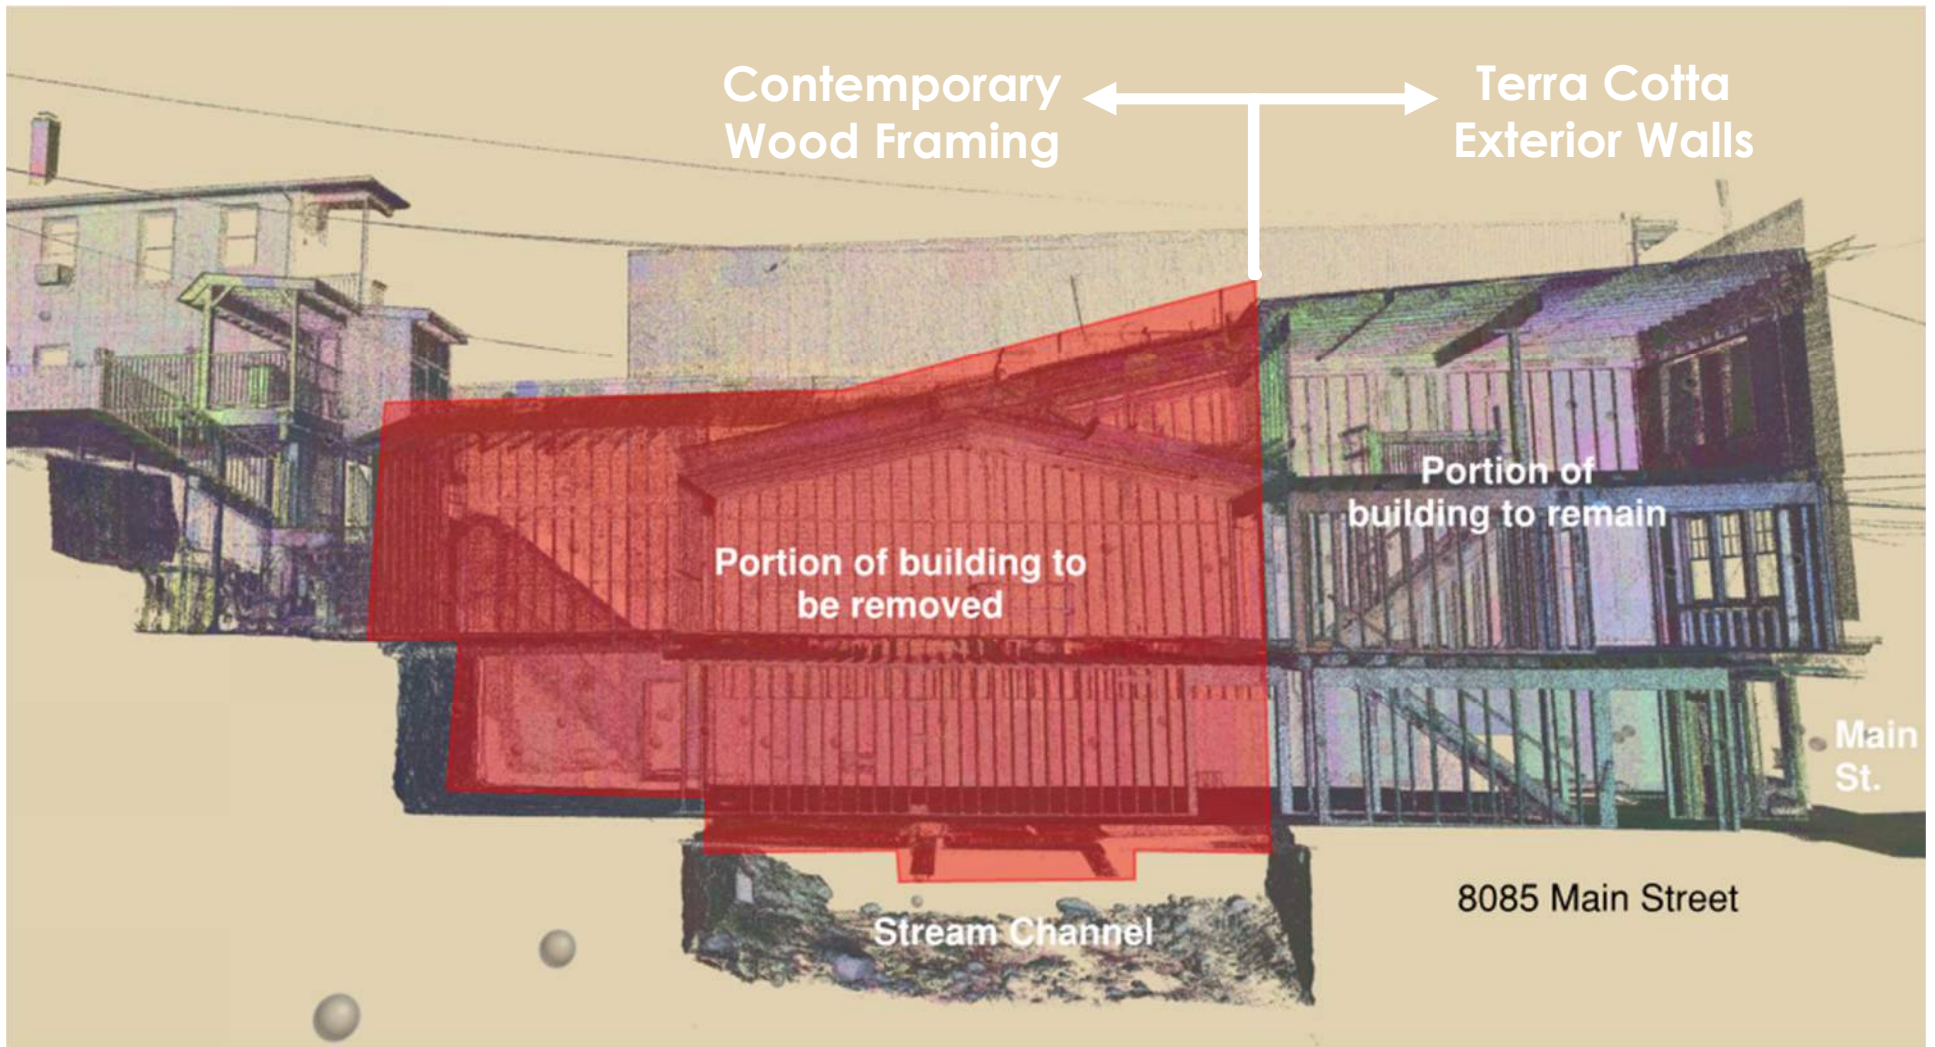 Contemporary
Wood Framing
Terra Cotta
Exterior Walls
Portion of
building to remain
Portion of building to
be removed
Main
St.
8085 Main Street
Stream Channel